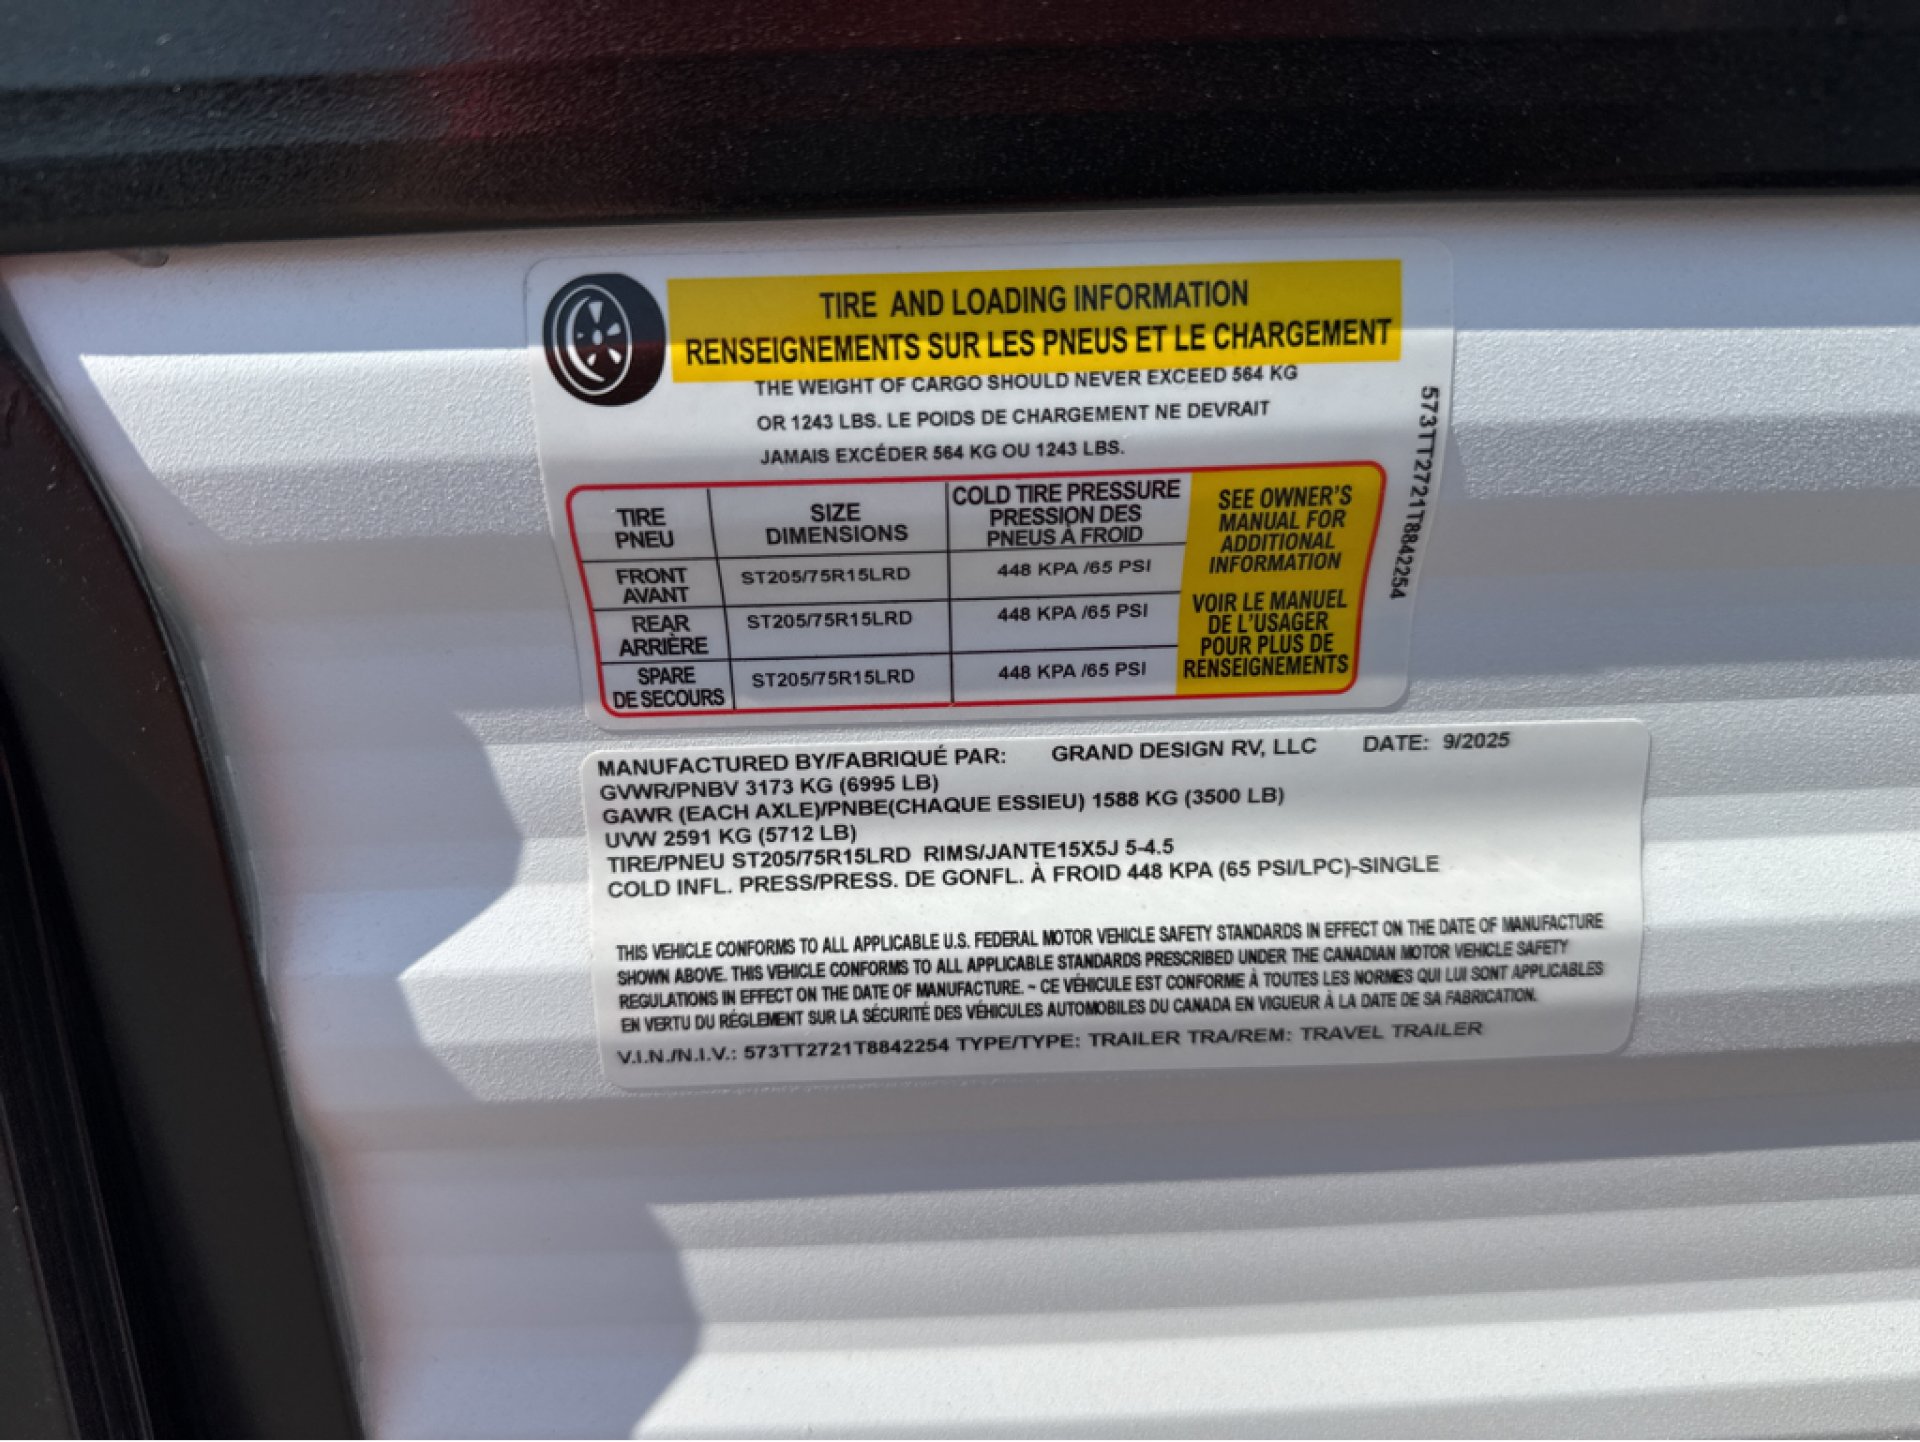 TIRE AND LOADING INFORMATION
RENSEIGNEMENTS SUR LES PNEUS ET LE CHARGEMENT
THE WEIGHT OF CARGO SHOULD NEVER EXCEED 564 KG
OR 1243 LBS. LE POIDS DE CHARGEMENT NE DEVRAIT
JAMAIS EXCÉDER 564 KG OU 1243 LBS.
573TT2721T8842254
TIRE
PNEU
SIZE
DIMENSIONS
COLD TIRE PRESSURE
PRESSION DES
PNEUS À FROID
FRONT
AVANT
ST205/75R15LRD
448 KPA /65 PSI
REAR
ARRIÈRE
ST205/75R15LRD
448 KPA /65 PSI
SPARE
DE SECOURS
ST205/75R15LRD
448 KPA /65 PSI
SEE OWNER'S
MANUAL FOR
ADDITIONAL
INFORMATION
VOIR LE MANUEL
DE L'USAGER
POUR PLUS DE
RENSEIGNEMENTS
MANUFACTURED BY/FABRIQUÉ PAR: GRAND DESIGN RV, LLC DATE: 9/2025
GVWR/PNBV 3173 KG (6995 LB)
GAWR (EACH AXLE)/PNBE(CHAQUE ESSIEU) 1588 KG (3500 LB)
UVW 2591 KG (5712 LB)
TIRE/PNEU ST205/75R15LRD RIMS/JANTE15X5J 5-4.5
COLD INFL. PRESS/PRESS. DE GONFL. À FROID 448 KPA (65 PSI/LPC)-SINGLE
THIS VEHICLE CONFORMS TO ALL APPLICABLE U.S. FEDERAL MOTOR VEHICLE SAFETY STANDARDS IN EFFECT ON THE DATE OF MANUFACTURE
SHOWN ABOVE. THIS VEHICLE CONFORMS TO ALL APPLICABLE STANDARDS PRESCRIBED UNDER THE CANADIAN MOTOR VEHICLE SAFETY
REGULATIONS IN EFFECT ON THE DATE OF MANUFACTURE. ~ CE VÉHICULE EST CONFORME À TOUTES LES NORMES QUI LUI SONT APPLICABLES
EN VERTU DU RÉGLEMENT SUR LA SÉCURITÉ DES VÉHICULES AUTOMOBILES DU CANADA EN VIGUEUR À LA DATE DE SA FABRICATION.
V.I.N./N.I.V.: 573TT2721T8842254 TYPE/TYPE: TRAILER TRA/REM: TRAVEL TRAILER